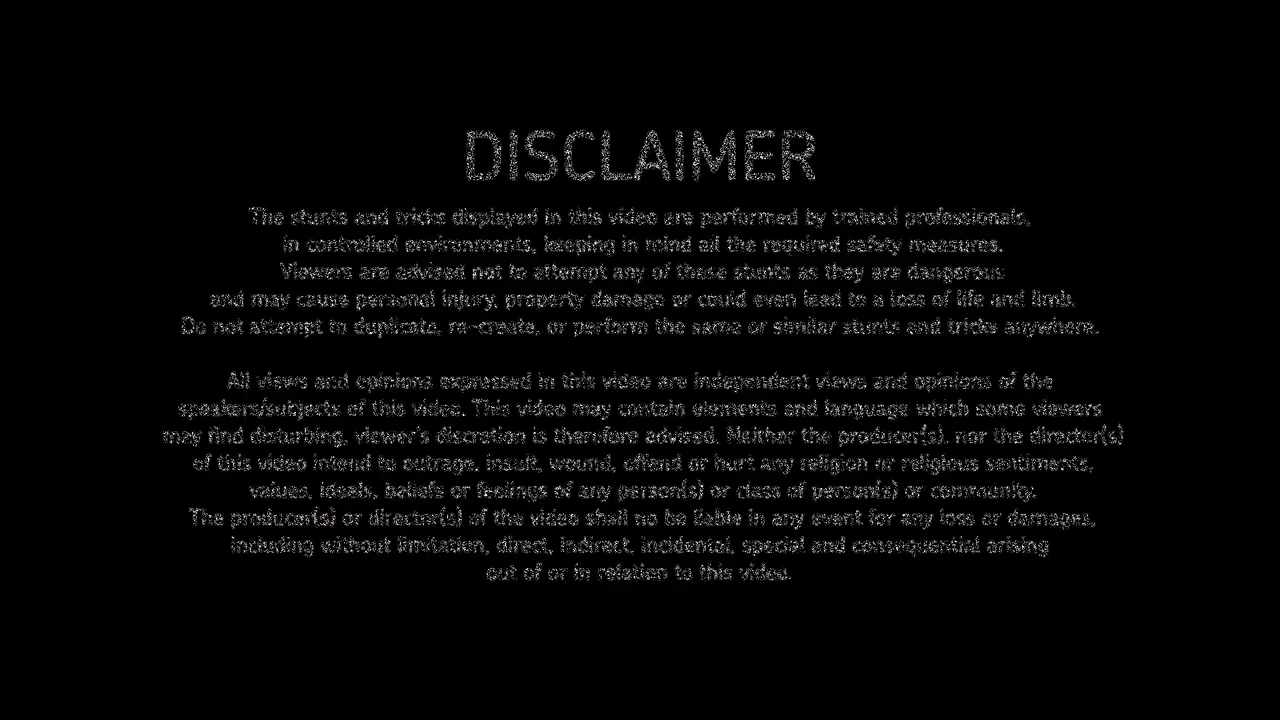 DISCLAIMER
The stunts and tricks displayed in this video are performed by trained professionals,
in controlled environments, keeping in mind all the required safety measures.
Viewers are advised not to attempt any of these stunts as they are dangerous
and may cause personal injury, property damage or could even lead to a loss of life and limb.
Do not attempt to duplicate, re-create, or perform the same or similar stunts and tricks anywhere.
All views and opinions expressed in this video are independent views and opinions of the
speakers/subjects of this video. This video may contain elements and language which some viewers
may find disturbing, viewer's discretion is therefore advised. Neither the producer(s), nor the director(s)
of this video intend to outrage, insult, wound, offend or hurt any religion or religious sentiments,
values, ideals, beliefs or feelings of any person(s) or class of person(s) or community.
The producer(s) or director(s) of the video shall no be liable in any event for any loss or damages,
including without limitation, direct, indirect, incidental, special and consequential arising
out of or in relation to this video.